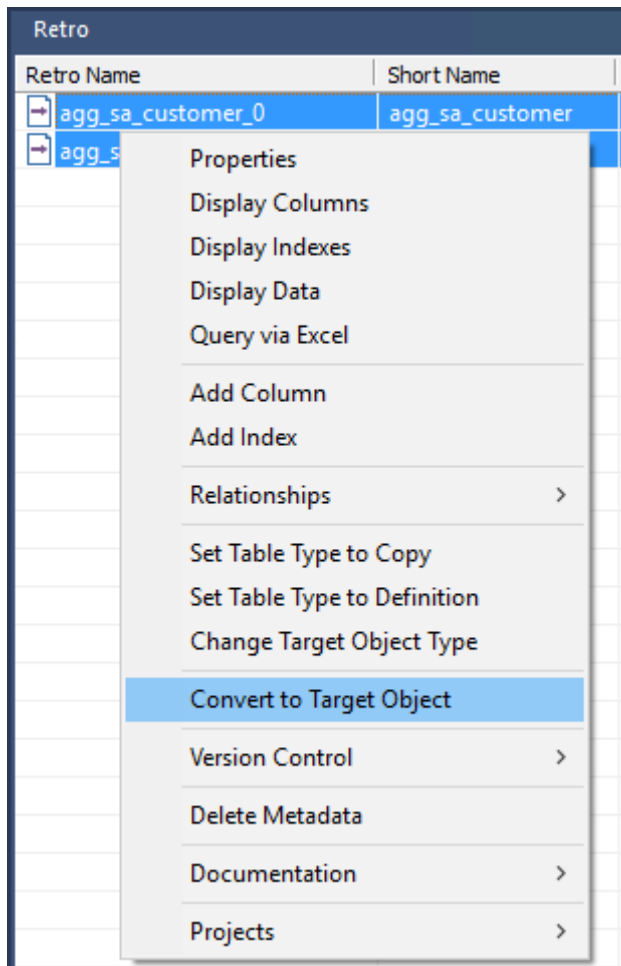 Retro
Retro Name Short Name
agg_sa_customer_0 agg_sa_customer
agg_s
Properties
Display Columns
Display Indexes
Display Data
Query via Excel
Add Column
Add Index
Relationships
Set Table Type to Copy
Set Table Type to Definition
Change Target Object Type
Convert to Target Object
Version Control
Delete Metadata
Documentation
Projects